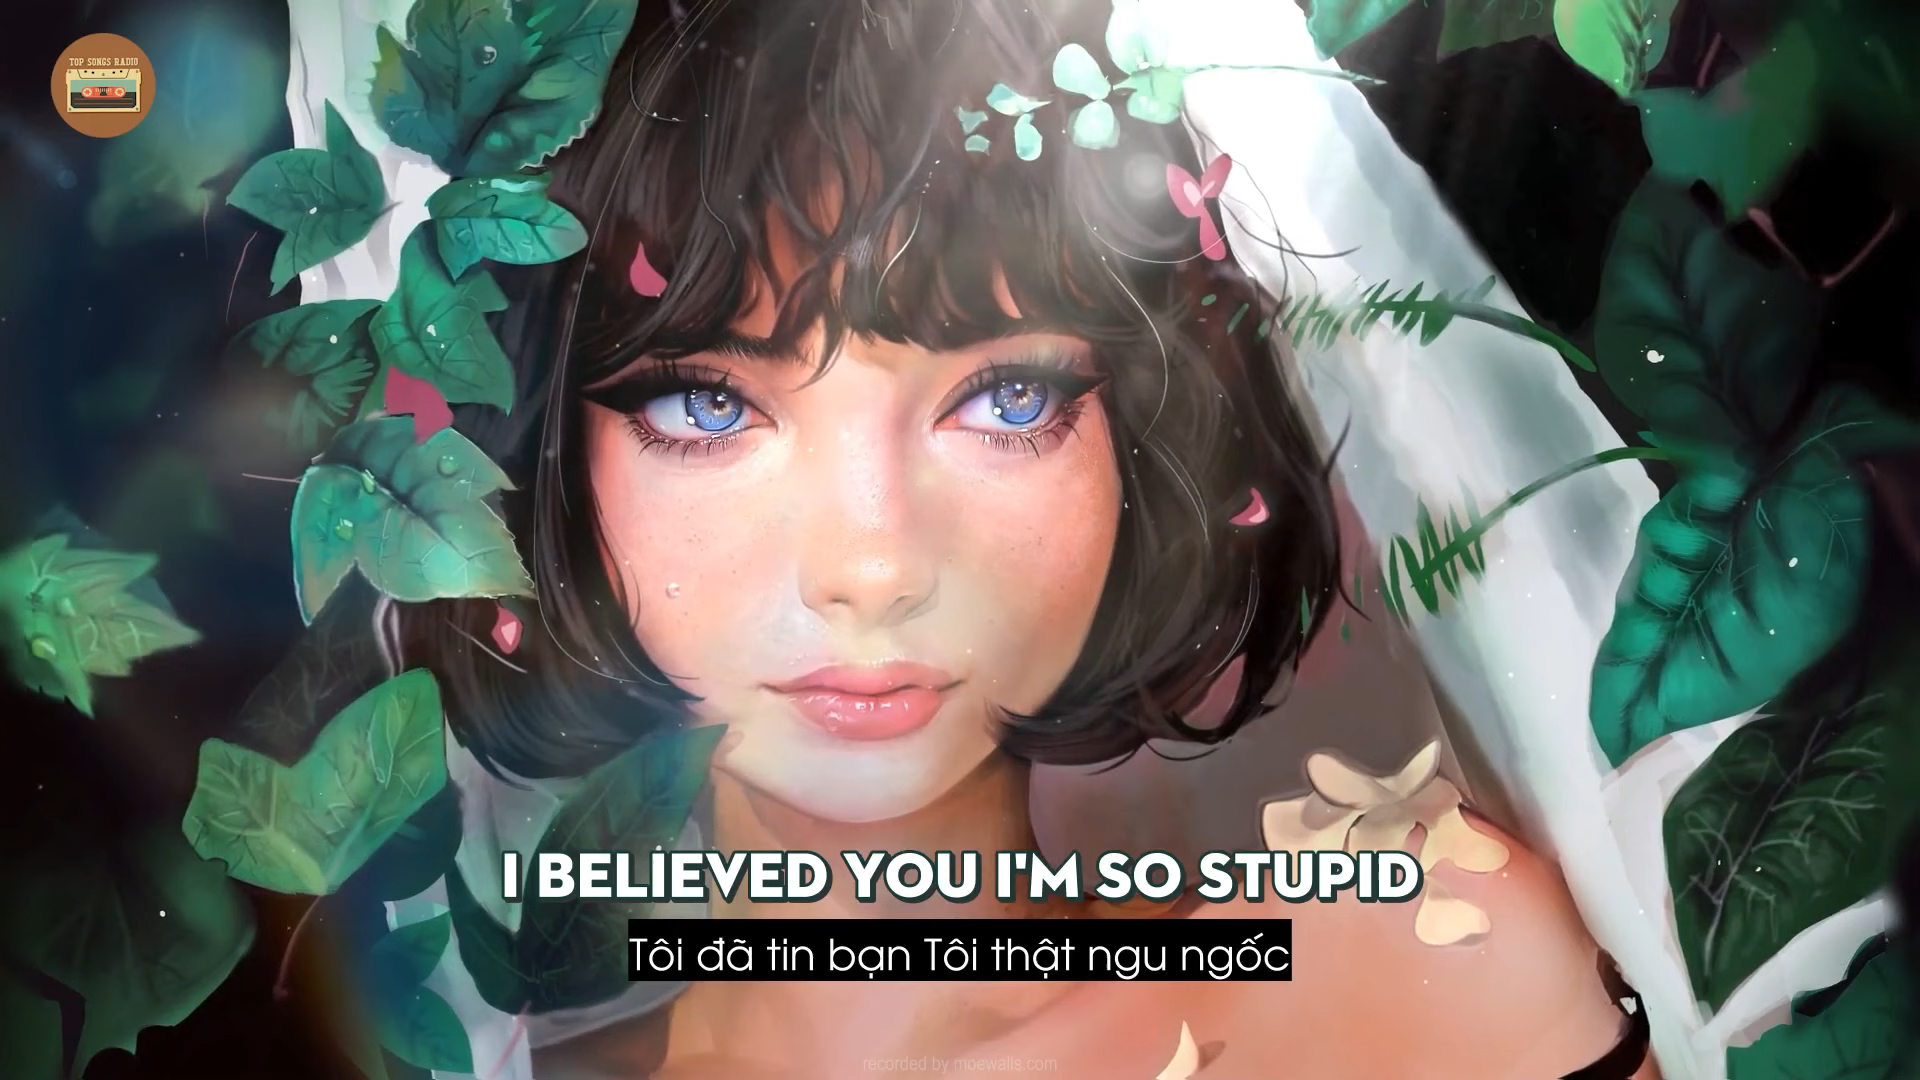 TOP SONGS RADIO
I BELIEVED YOU I'M SO STUPID
Tôi đã tin bạn Tôi thật ngu ngốc
recorded by moewalls.com